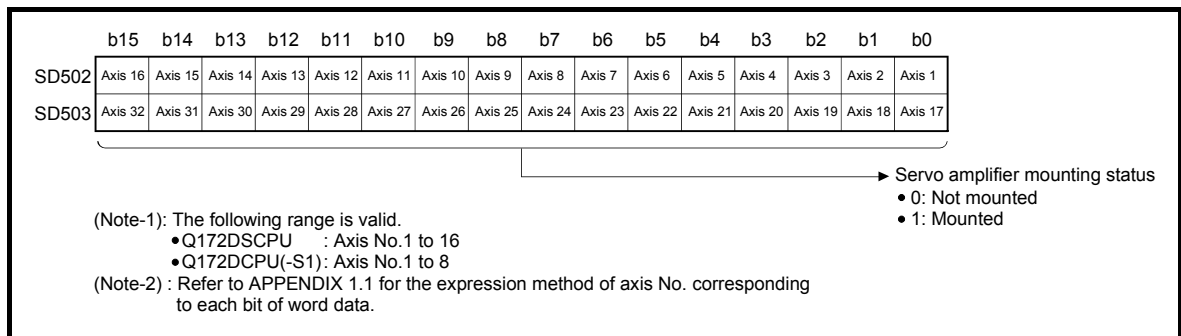 b15 b14 b13 b12 b11 b10 b9 b8 b7 b6 b5 b4 b3 b2 b1 b0
SD502 Axis 16 Axis 15 Axis 14 Axis 13 Axis 12 Axis 11 Axis 10 Axis 9 Axis 8 Axis 7 Axis 6 Axis 5 Axis 4 Axis 3 Axis 2 Axis 1
SD503 Axis 32 Axis 31 Axis 30 Axis 29 Axis 28 Axis 27 Axis 26 Axis 25 Axis 24 Axis 23 Axis 22 Axis 21 Axis 20 Axis 19 Axis 18 Axis 17
Servo amplifier mounting status
• 0: Not mounted
• 1: Mounted
(Note-1): The following range is valid.
•Q172DSCPU : Axis No.1 to 16
•Q172DCPU(-S1): Axis No.1 to 8
(Note-2) : Refer to APPENDIX 1.1 for the expression method of axis No. corresponding
to each bit of word data.